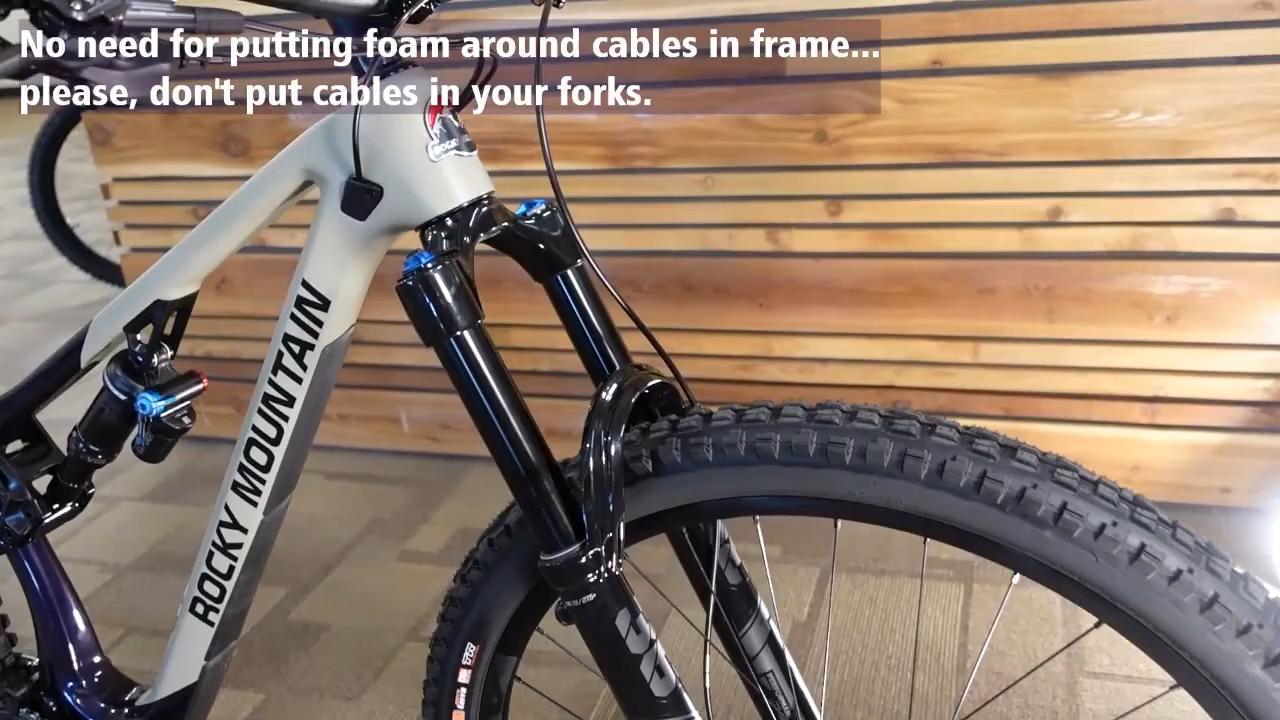 No need for putting foam around cables in frame...
please, don't put cables in your forks.
ROCKY MOUNTAIN